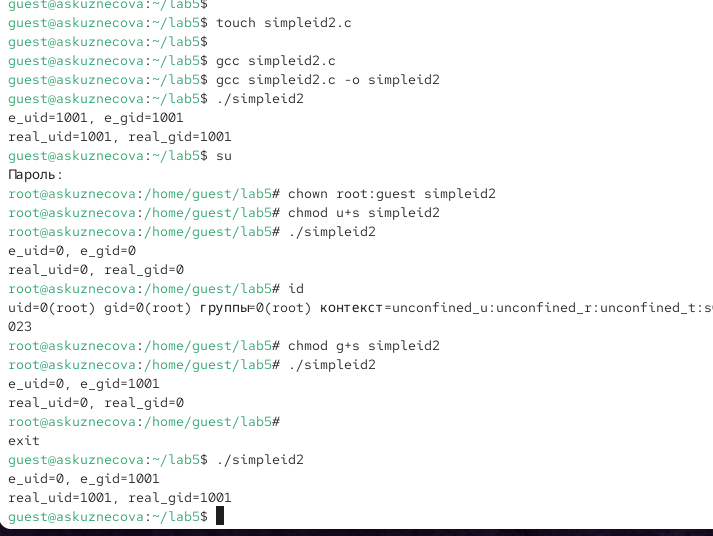 guest@askuznecova:~/lab5$
guest@askuznecova:~/lab5$ touch simpleid2.c
guest@askuznecova:~/lab5$
guest@askuznecova:~/lab5$ gcc simpleid2.c
guest@askuznecova:~/lab5$ gcc simpleid2.c -o simpleid2
guest@askuznecova:~/lab5$ ./simpleid2
e_uid=1001, e_gid=1001
real_uid=1001, real_gid=1001
guest@askuznecova:~/lab5$ su
Пароль:
root@askuznecova:/home/guest/lab5# chown root:guest simpleid2
root@askuznecova:/home/guest/lab5# chmod u+s simpleid2
root@askuznecova:/home/guest/lab5# ./simpleid2
e_uid=0, e_gid=0
real_uid=0, real_gid=0
root@askuznecova:/home/guest/lab5# id
uid=0(root) gid=0(root) группы=0(root) контекст=unconfined_u:unconfined_r:unconfined_t:s
023
root@askuznecova:/home/guest/lab5# chmod g+s simpleid2
root@askuznecova:/home/guest/lab5# ./simpleid2
e_uid=0, e_gid=1001
real_uid=0, real_gid=0
root@askuznecova:/home/guest/lab5#
exit
guest@askuznecova:~/lab5$ ./simpleid2
e_uid=0, e_gid=1001
real_uid=1001, real_gid=1001
guest@askuznecova:~/lab5$